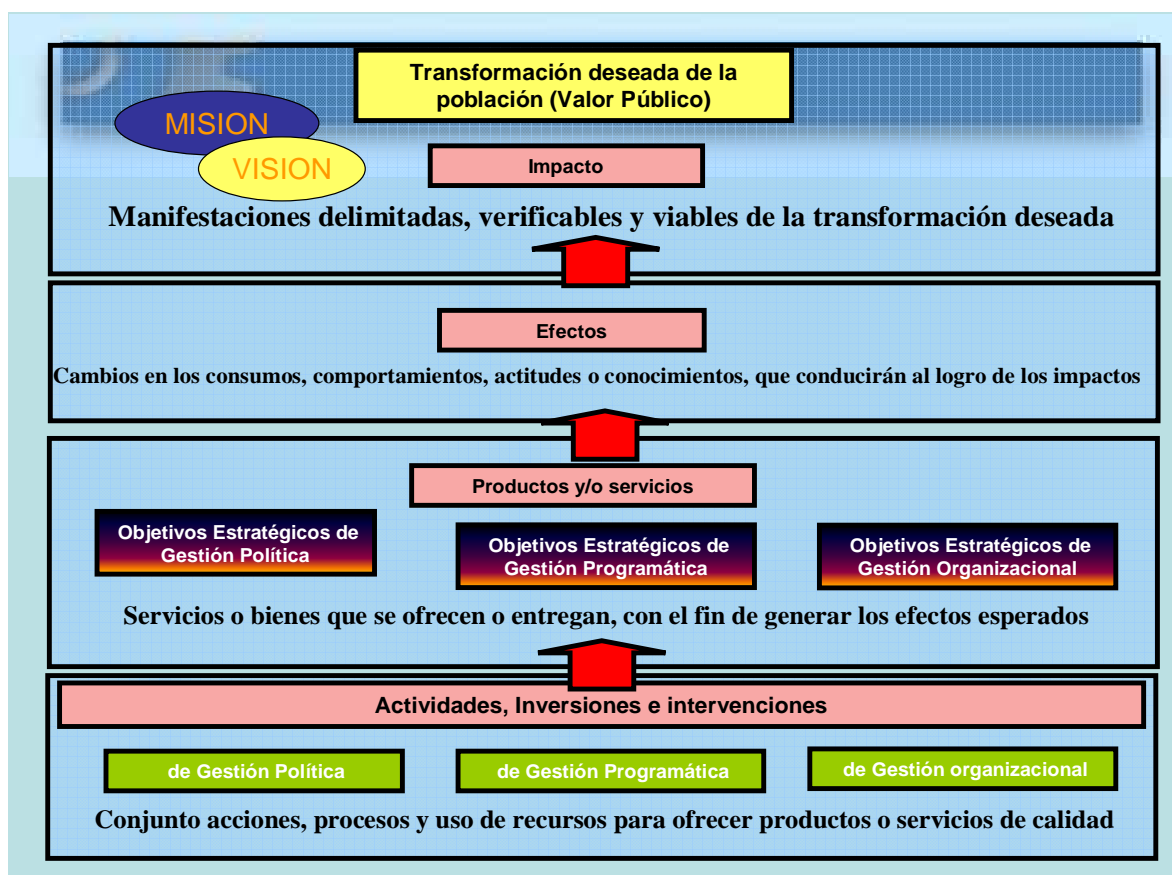 Transformación deseada de la
población (Valor Público)
MISION
VISION
Impacto
Manifestaciones delimitadas, verificables y viables de la transformación deseada
Efectos
Cambios en los consumos, comportamientos, actitudes o conocimientos, que conducirán al logro de los impactos
Productos y/o servicios
Objetivos Estratégicos de
Gestión Política
Objetivos Estratégicos de
Gestión Programática
Objetivos Estratégicos de
Gestión Organizacional
Servicios o bienes que se ofrecen o entregan, con el fin de generar los efectos esperados
Actividades, Inversiones e intervenciones
de Gestión Política
de Gestión Programática
de Gestión organizacional
Conjunto acciones, procesos y uso de recursos para ofrecer productos o servicios de calidad